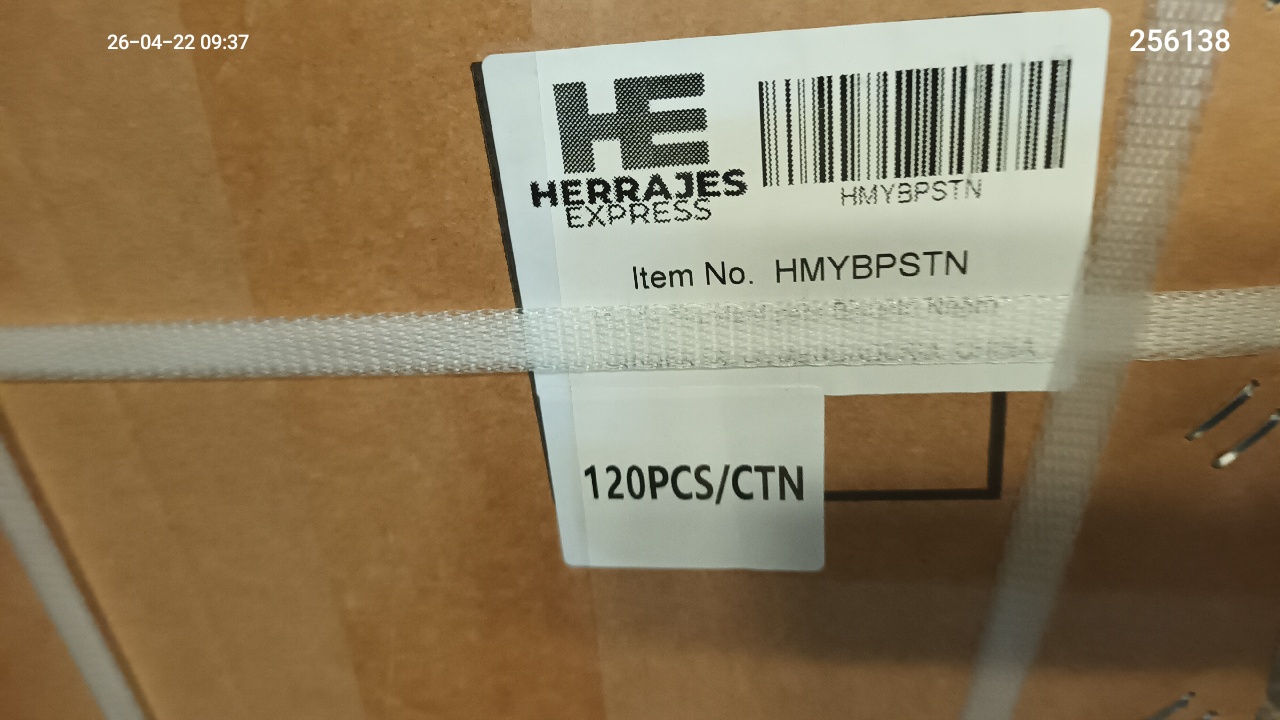 26-04-22 09:37
256138
HE
HERRAJES
EXPRESS
HMYBPSTN
Item No. HMYBPSTN
120PCS/CTN